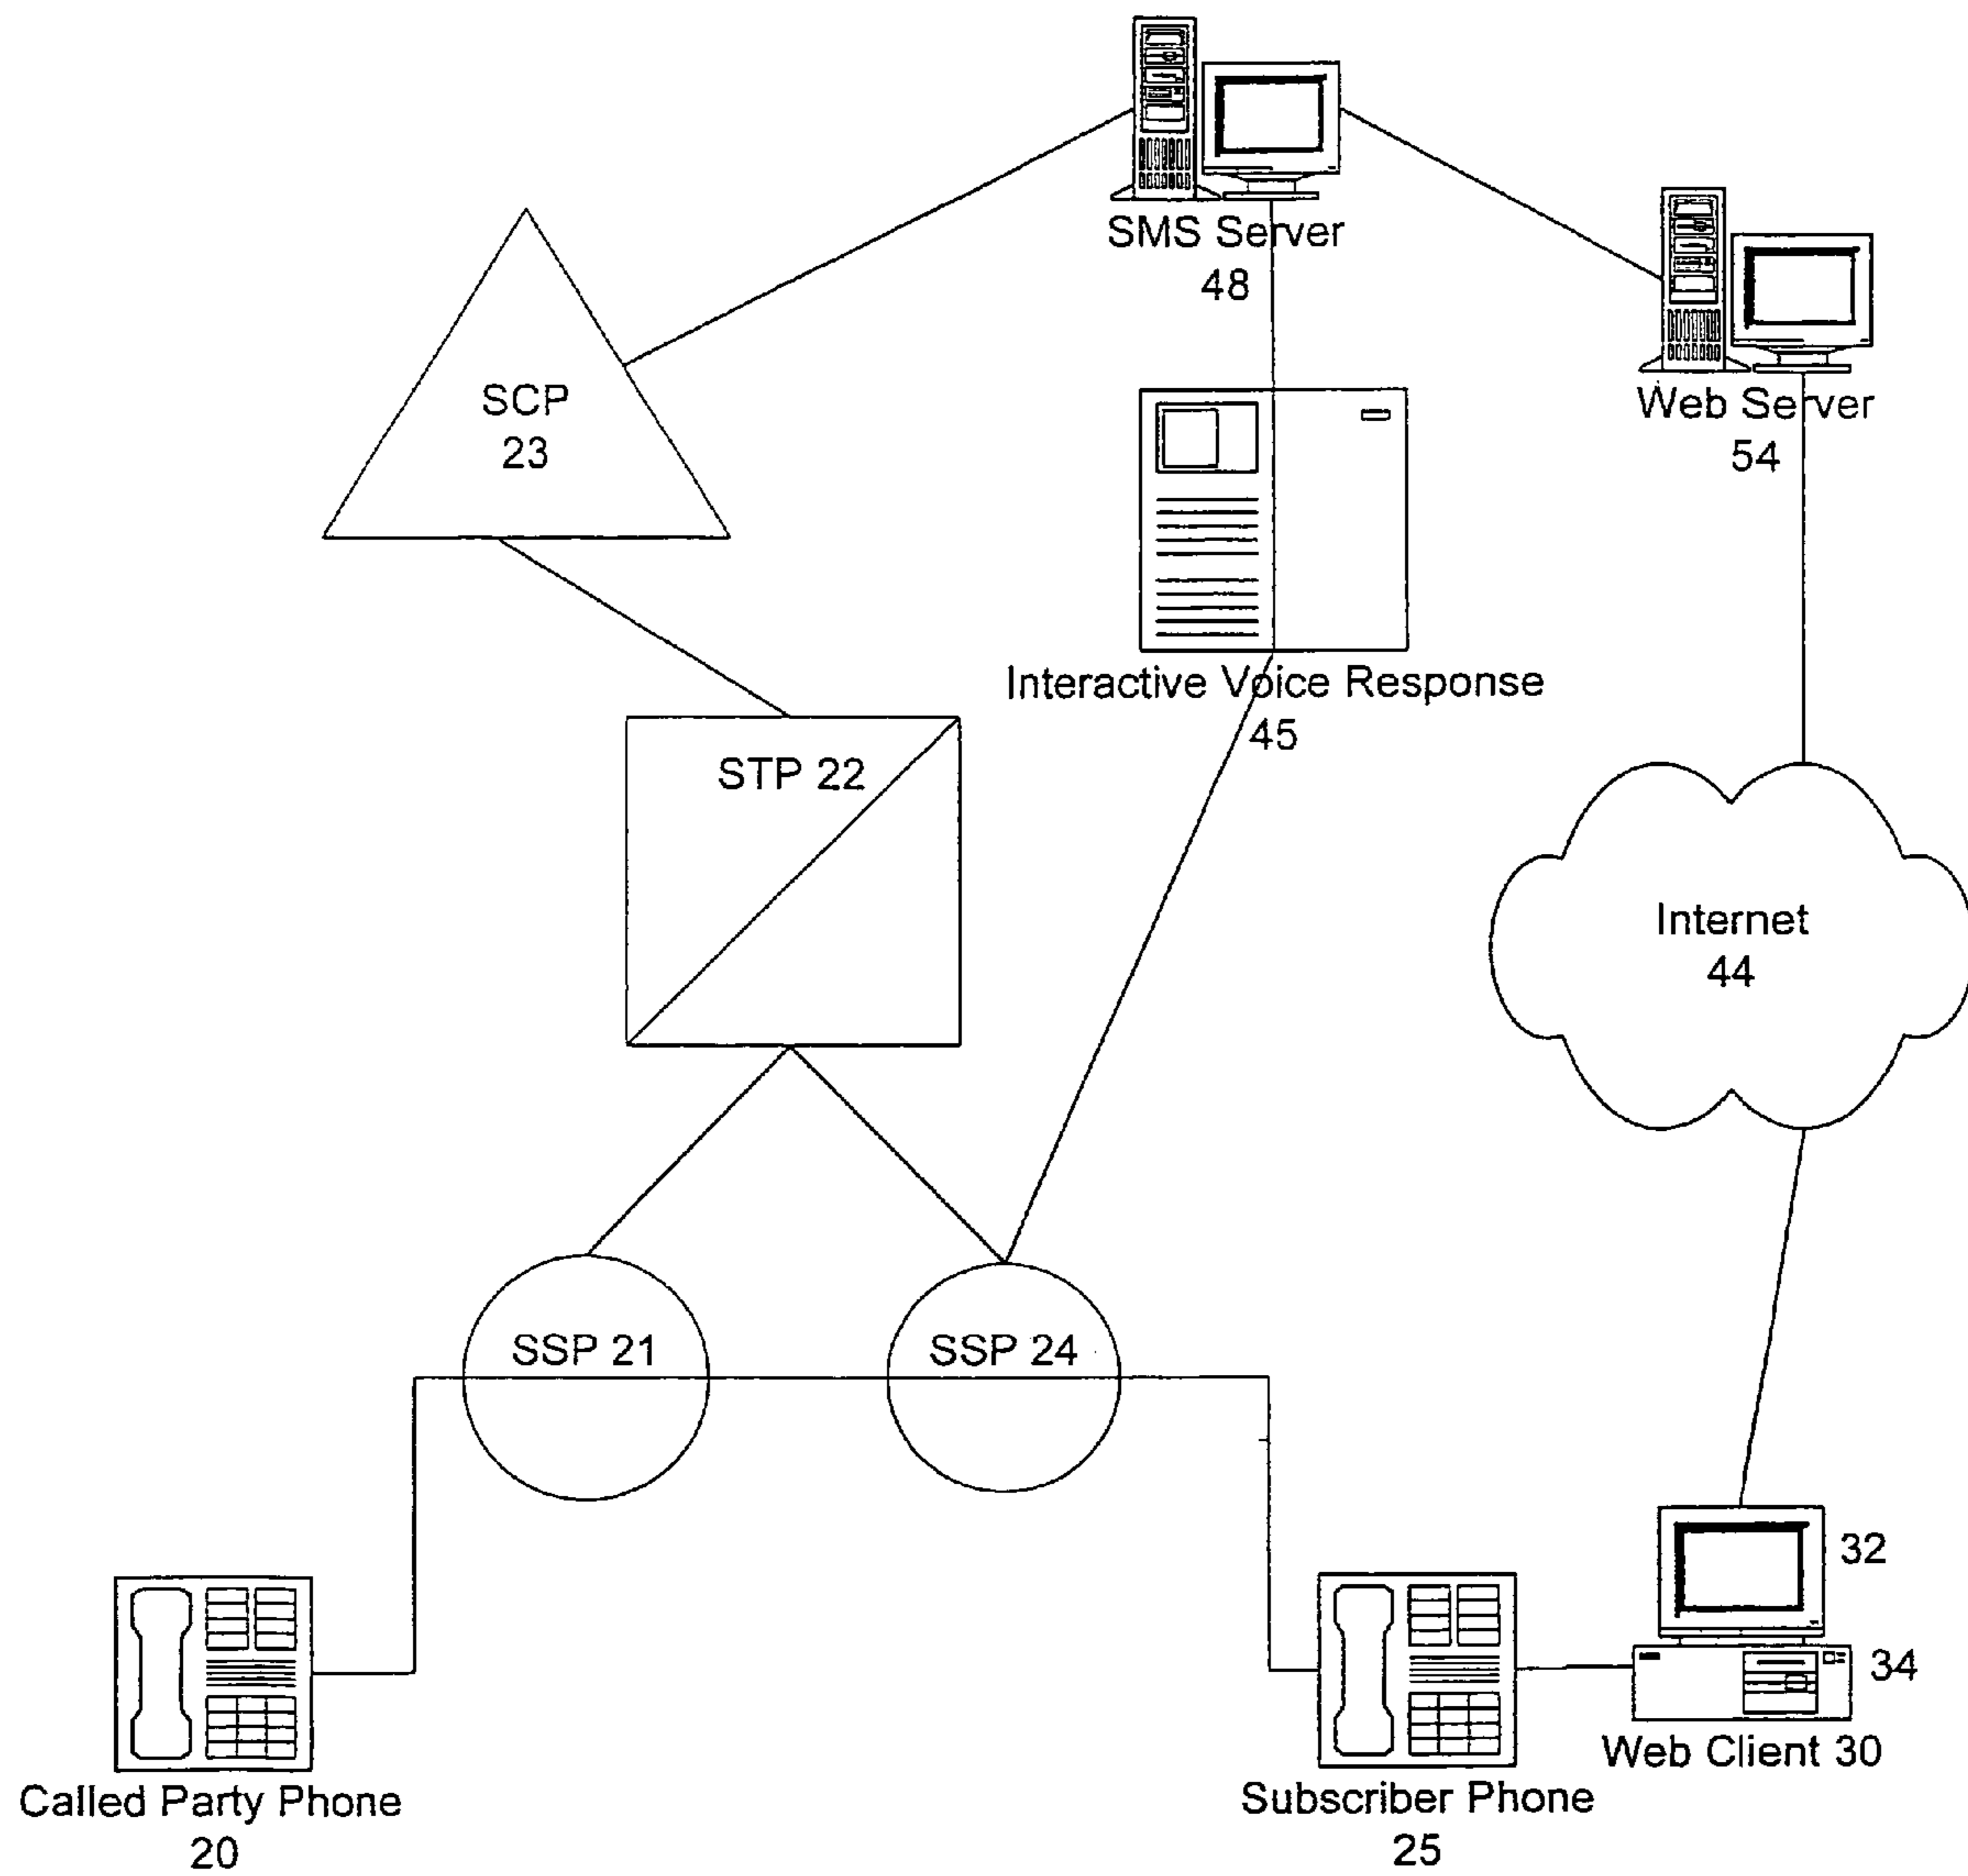 SMS Server
48
Web Server
54
SCP
23
Interactive Voice Response
45
STP 22
Internet
44
SSP 21
SSP 24
32
34
Web Client 30
Called Party Phone
20
Subscriber Phone
25